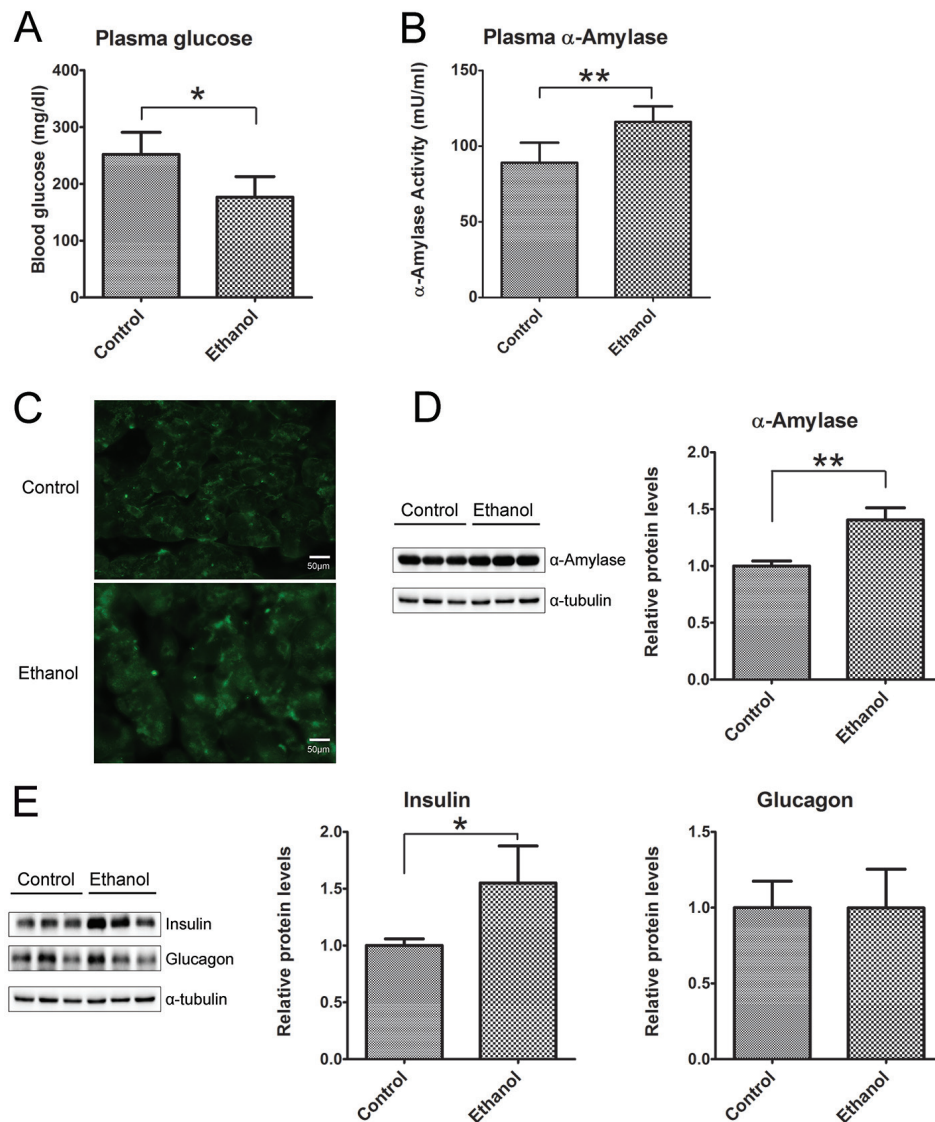 A
Plasma glucose
Blood glucose (mg/dl)
400
300
200
100
0
*
Control
Ethanol
B
Plasma α-Amylase
α-Amylase Activity (mU/ml)
150
100
50
0
**
Control
Ethanol
C
Control
50µm
Ethanol
50µm
D
Control Ethanol
α-Amylase
α-tubulin
α-Amylase
Relative protein levels
2.0
1.5
1.0
0.5
0.0
**
Control
Ethanol
E
Control Ethanol
Insulin
Glucagon
α-tubulin
Insulin
Relative protein levels
2.0
1.5
1.0
0.5
0.0
*
Control
Ethanol
Glucagon
Relative protein levels
1.5
1.0
0.5
0.0
Control
Ethanol